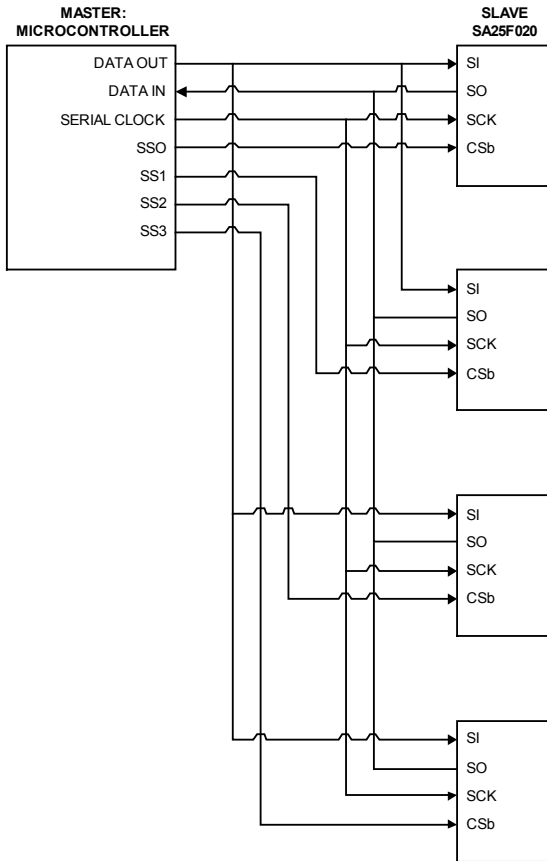 MASTER:
MICROCONTROLLER
SLAVE
SA25F020
DATA OUT
DATA IN
SERIAL CLOCK
SSO
SS1
SS2
SS3
SI
SO
SCK
CSb
SI
SO
SCK
CSb
SI
SO
SCK
CSb
SI
SO
SCK
CSb